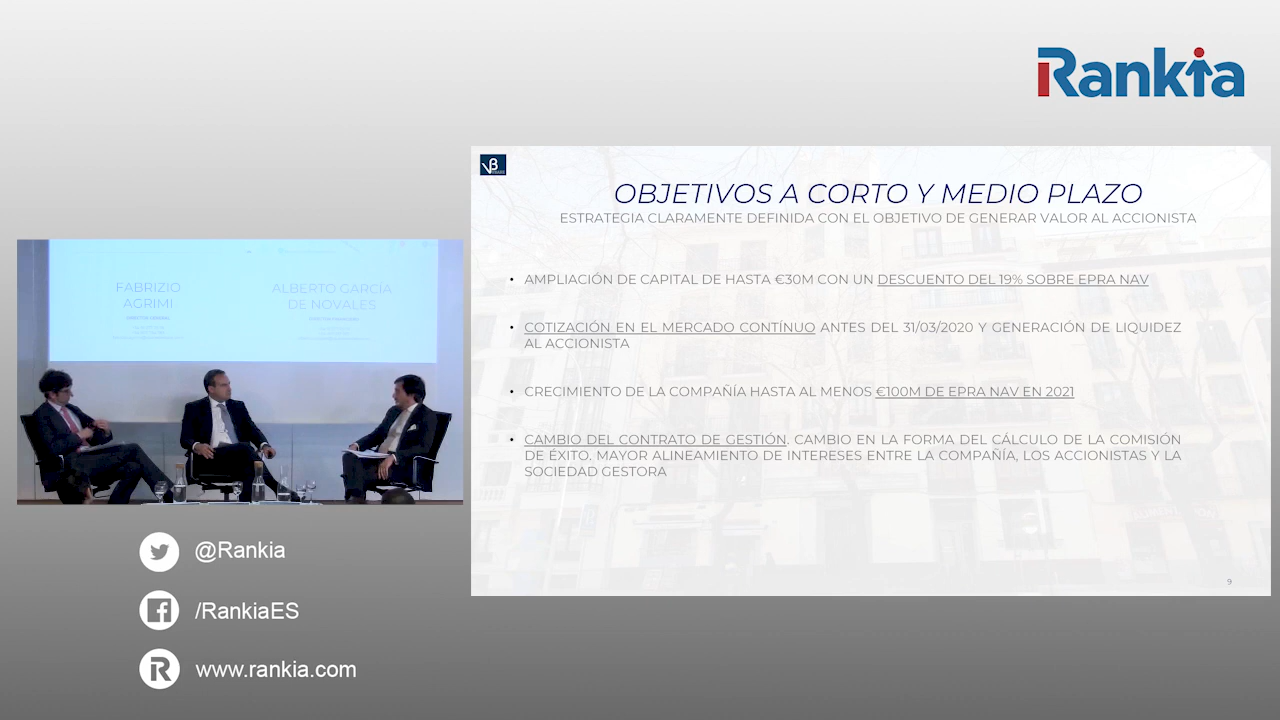 Rankia
VBARE
OBJETIVOS A CORTO Y MEDIO PLAZO
ESTRATEGIA CLARAMENTE DEFINIDA CON EL OBJETIVO DE GENERAR VALOR AL ACCIONISTA
• AMPLIACIÓN DE CAPITAL DE HASTA €30M CON UN DESCUENTO DEL 19% SOBRE EPRA NAV
• COTIZACIÓN EN EL MERCADO CONTÍNUO ANTES DEL 31/03/2020 Y GENERACIÓN DE LIQUIDEZ
AL ACCIONISTA
• CRECIMIENTO DE LA COMPAÑÍA HASTA AL MENOS €100M DE EPRA NAV EN 2021
• CAMBIO DEL CONTRATO DE GESTIÓN. CAMBIO EN LA FORMA DEL CÁLCULO DE LA COMISIÓN
DE ÉXITO. MAYOR ALINEAMIENTO DE INTERESES ENTRE LA COMPAÑÍA, LOS ACCIONISTAS Y LA
SOCIEDAD GESTORA
9
FABRIZIO
AGRIMI
ALBERTO GARCÍA
DE NOVALES
@Rankia
/RankiaES
www.rankia.com